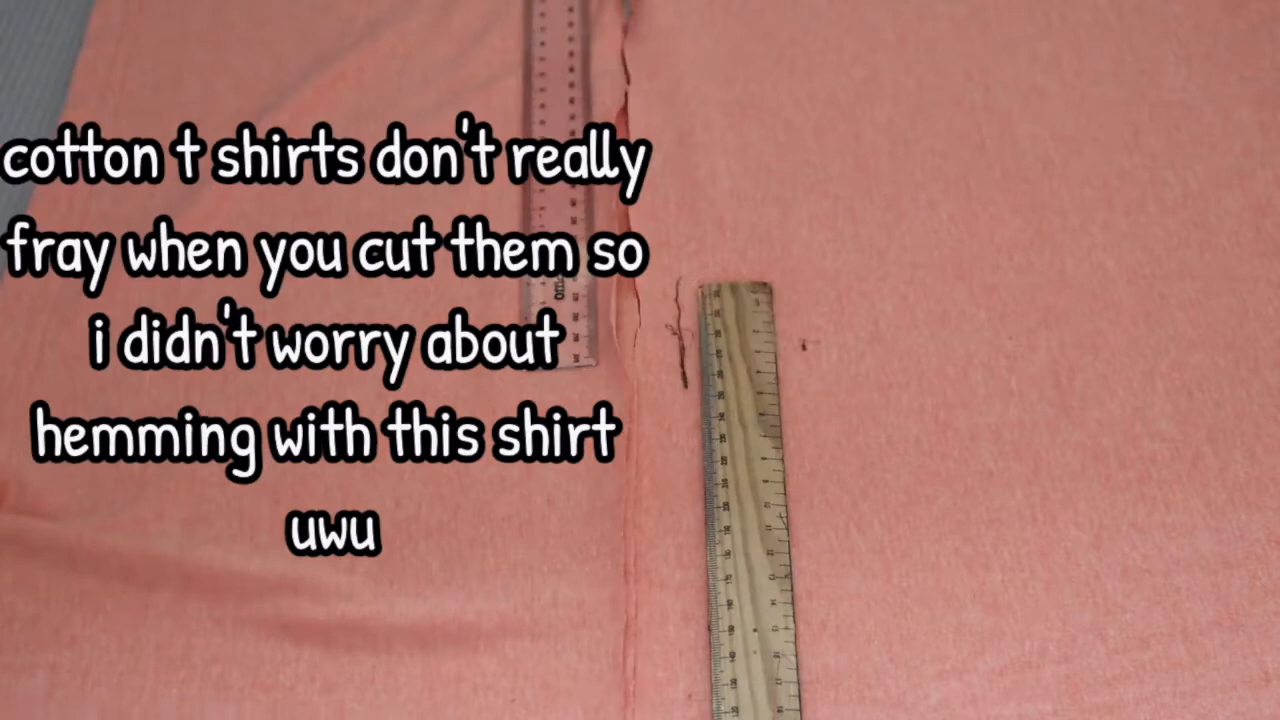 cotton t shirts don't really
fray when you cut them so
i didn't worry about
hemming with this shirt
uwu